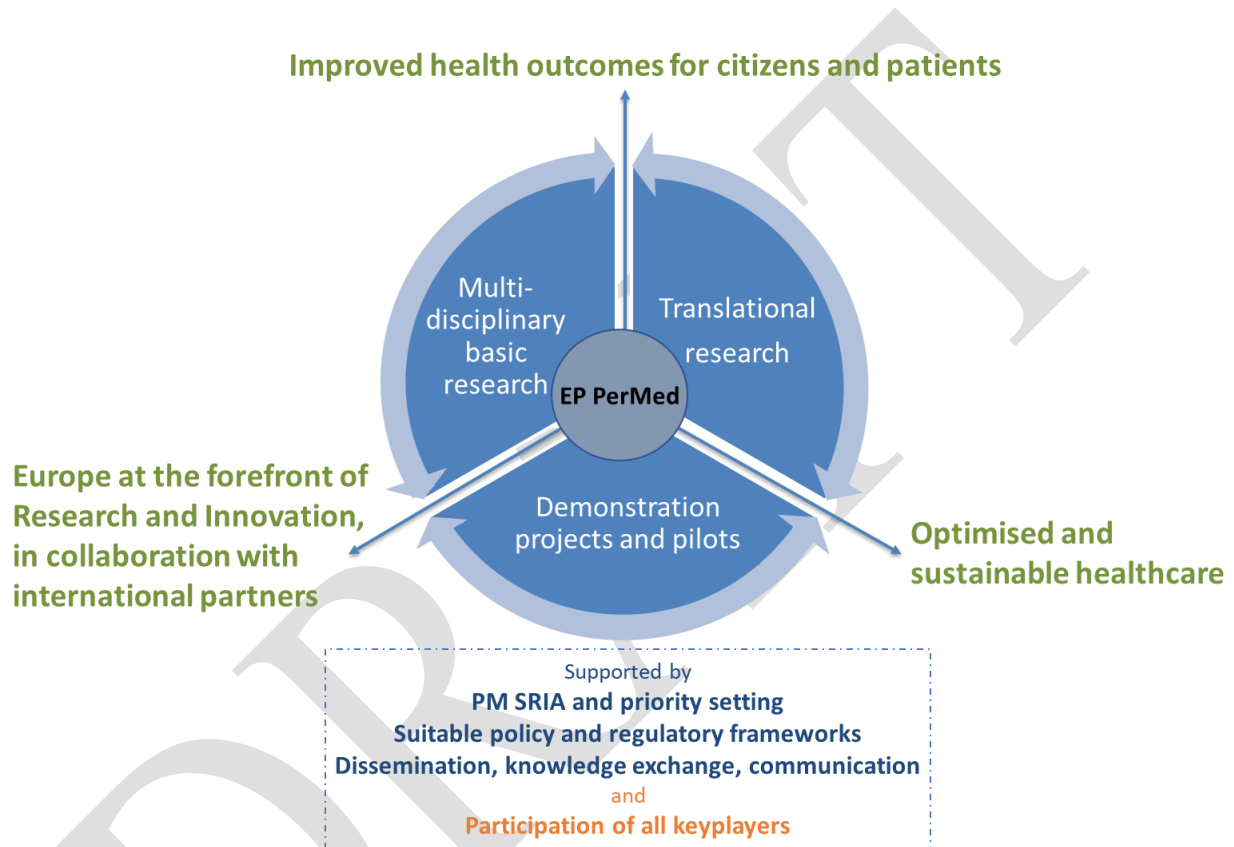 Improved health outcomes for citizens and patients
Multi-
disciplinary
basic
research
Translational
research
EP PerMed
Demonstration
projects and pilots
Europe at the forefront of
Research and Innovation,
in collaboration with
international partners
Optimised and
sustainable healthcare
Supported by
PM SRIA and priority setting
Suitable policy and regulatory frameworks
Dissemination, knowledge exchange, communication
and
Participation of all keyplayers
DRAFT